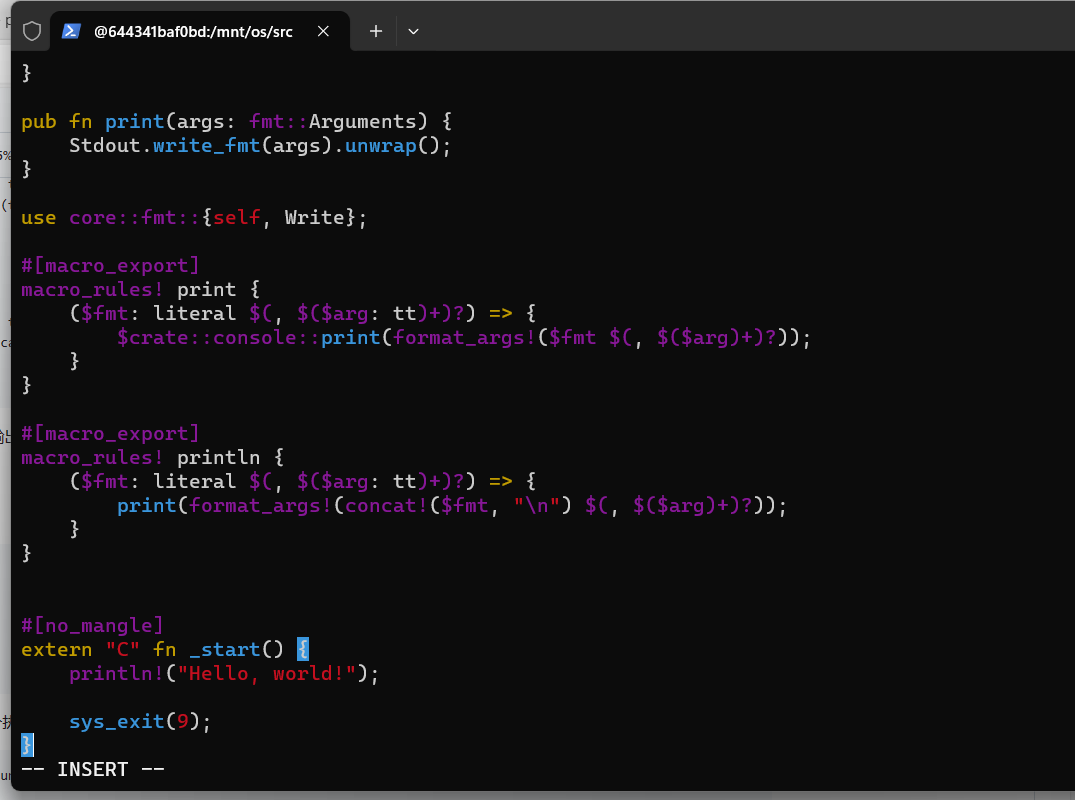 @644341baf0bd:/mnt/os/src
}
pub fn print(args: fmt::Arguments) {
    Stdout.write_fmt(args).unwrap();
}
use core::fmt::{self, Write};
#[macro_export]
macro_rules! print {
    ($fmt: literal $(, $($arg: tt)+)?) => {
        $crate::console::print(format_args!($fmt $(, $($arg)+)?));
    }
}
#[macro_export]
macro_rules! println {
    ($fmt: literal $(, $($arg: tt)+)?) => {
        print(format_args!(concat!($fmt, "\n") $(, $($arg)+)?));
    }
}
#[no_mangle]
extern "C" fn _start() {
    println!("Hello, world!");
    sys_exit(9);
}
-- INSERT --